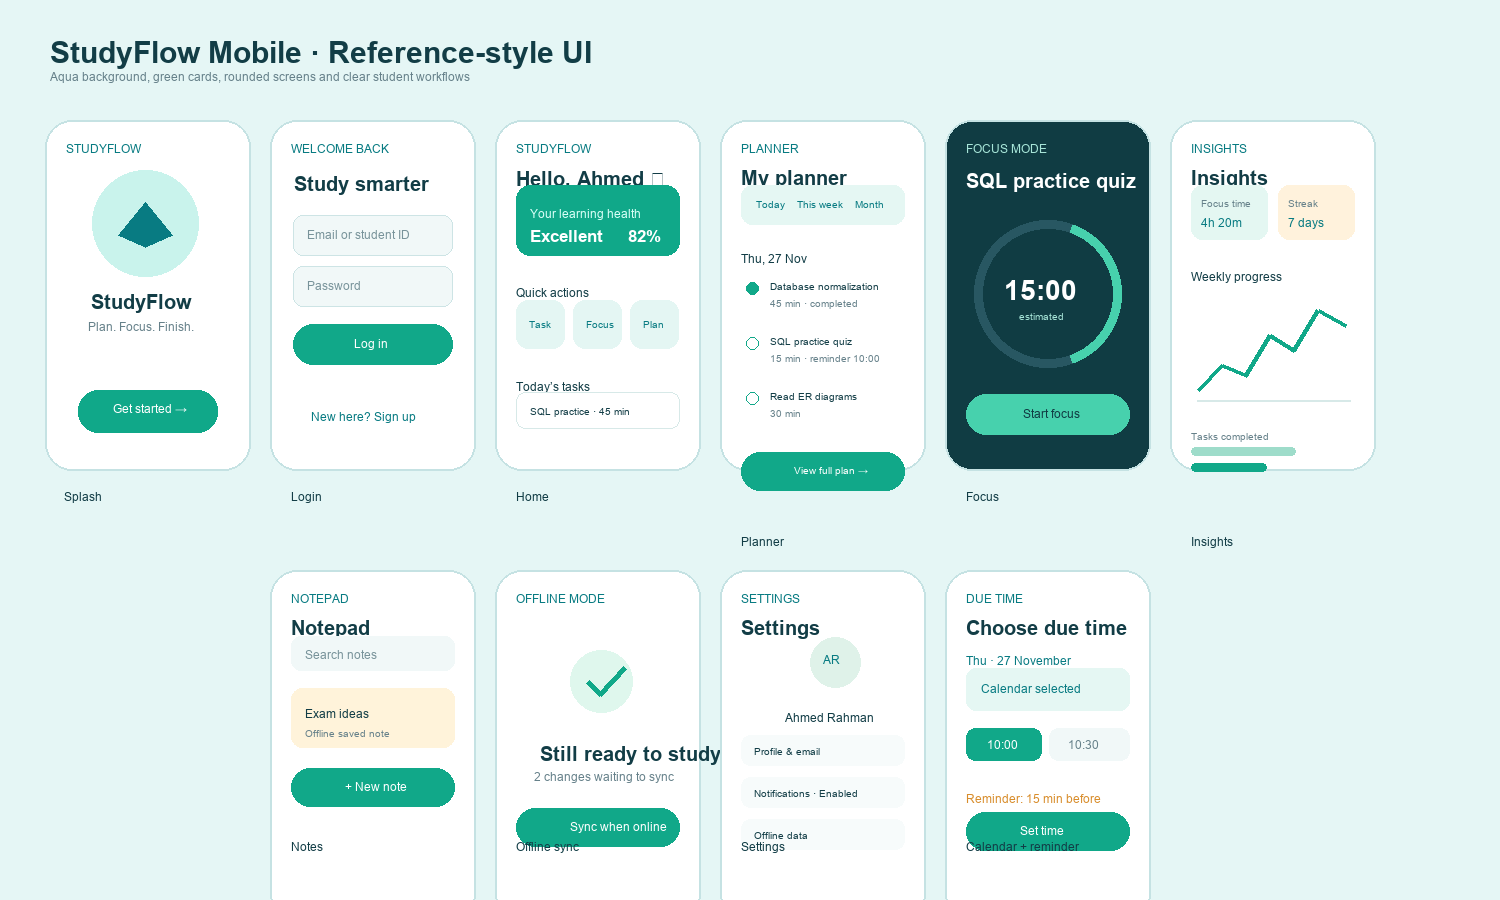 StudyFlow Mobile · Reference-style UI
Aqua background, green cards, rounded screens and clear student workflows
STUDYFLOW
StudyFlow
Plan. Focus. Finish.
Get started →
Splash
WELCOME BACK
Study smarter
Email or student ID
Password
Log in
New here? Sign up
Login
STUDYFLOW
Hello, Ahmed
Your learning health
Excellent 82%
Quick actions
Task Focus Plan
Today's tasks
SQL practice · 45 min
Home
PLANNER
My planner
Today This week Month
Thu, 27 Nov
Database normalization
45 min · completed
SQL practice quiz
15 min · reminder 10:00
Read ER diagrams
30 min
View full plan →
Planner
FOCUS MODE
SQL practice quiz
15:00
estimated
Start focus
Focus
INSIGHTS
Insights
Focus time Streak
4h 20m 7 days
Weekly progress
Tasks completed
Insights
NOTEPAD
Notepad
Search notes
Exam ideas
Offline saved note
+ New note
Notes
OFFLINE MODE
Still ready to study
2 changes waiting to sync
Sync when online
Offline sync
SETTINGS
Settings
AR
Ahmed Rahman
Profile & email
Notifications · Enabled
Offline data
Settings
DUE TIME
Choose due time
Thu · 27 November
Calendar selected
10:00 10:30
Reminder: 15 min before
Set time
Calendar + reminder